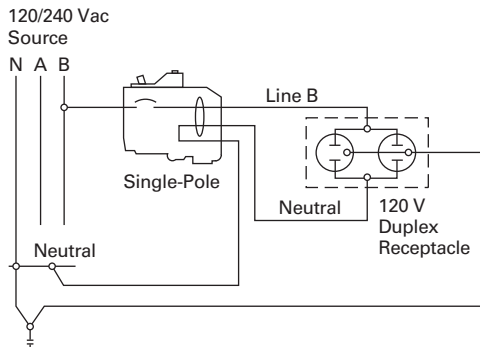 120/240 Vac
Source
N A B
Line B
Single-Pole
Neutral
120 V
Duplex
Receptacle
Neutral